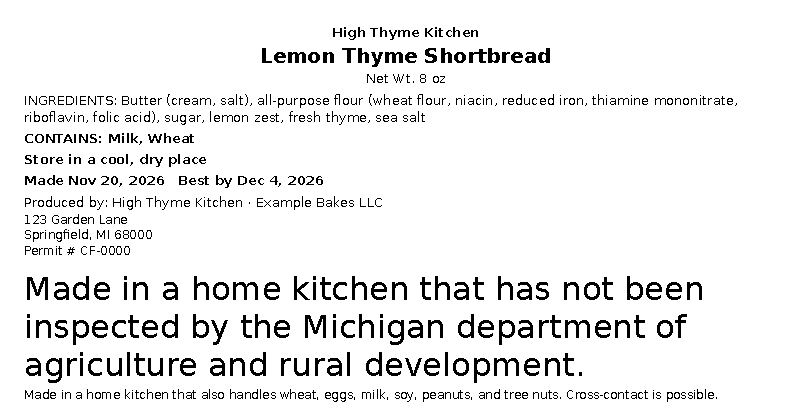 High Thyme Kitchen
Lemon Thyme Shortbread
Net Wt. 8 oz
INGREDIENTS: Butter (cream, salt), all-purpose flour (wheat flour, niacin, reduced iron, thiamine mononitrate,
riboflavin, folic acid), sugar, lemon zest, fresh thyme, sea salt
CONTAINS: Milk, Wheat
Store in a cool, dry place
Made Nov 20, 2026 Best by Dec 4, 2026
Produced by: High Thyme Kitchen · Example Bakes LLC
123 Garden Lane
Springfield, MI 68000
Permit # CF-0000
Made in a home kitchen that has not been
inspected by the Michigan department of
agriculture and rural development.
Made in a home kitchen that also handles wheat, eggs, milk, soy, peanuts, and tree nuts. Cross-contact is possible.